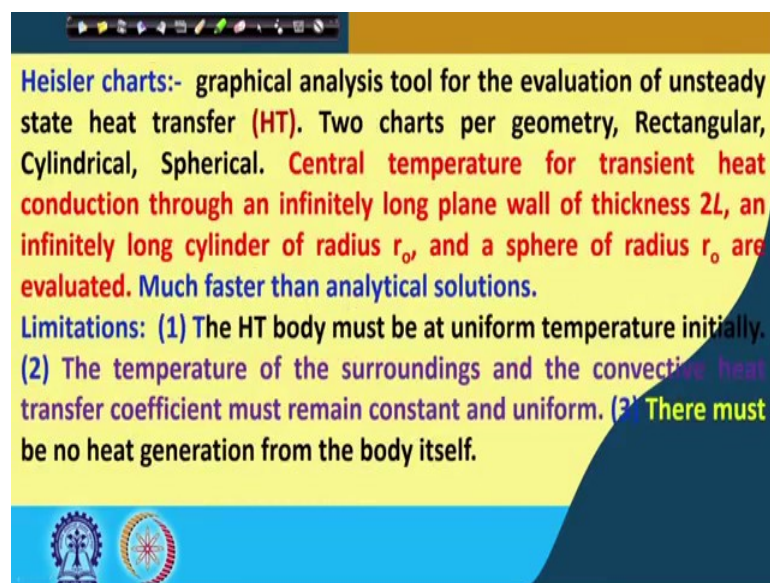 Heisler charts:- graphical analysis tool for the evaluation of unsteady
state heat transfer (HT). Two charts per geometry, Rectangular,
Cylindrical, Spherical. Central temperature for transient heat
conduction through an infinitely long plane wall of thickness 2L, an
infinitely long cylinder of radius rₒ, and a sphere of radius rₒ are
evaluated. Much faster than analytical solutions.
Limitations: (1) The HT body must be at uniform temperature initially.
(2) The temperature of the surroundings and the convective heat
transfer coefficient must remain constant and uniform. (3) There must
be no heat generation from the body itself.